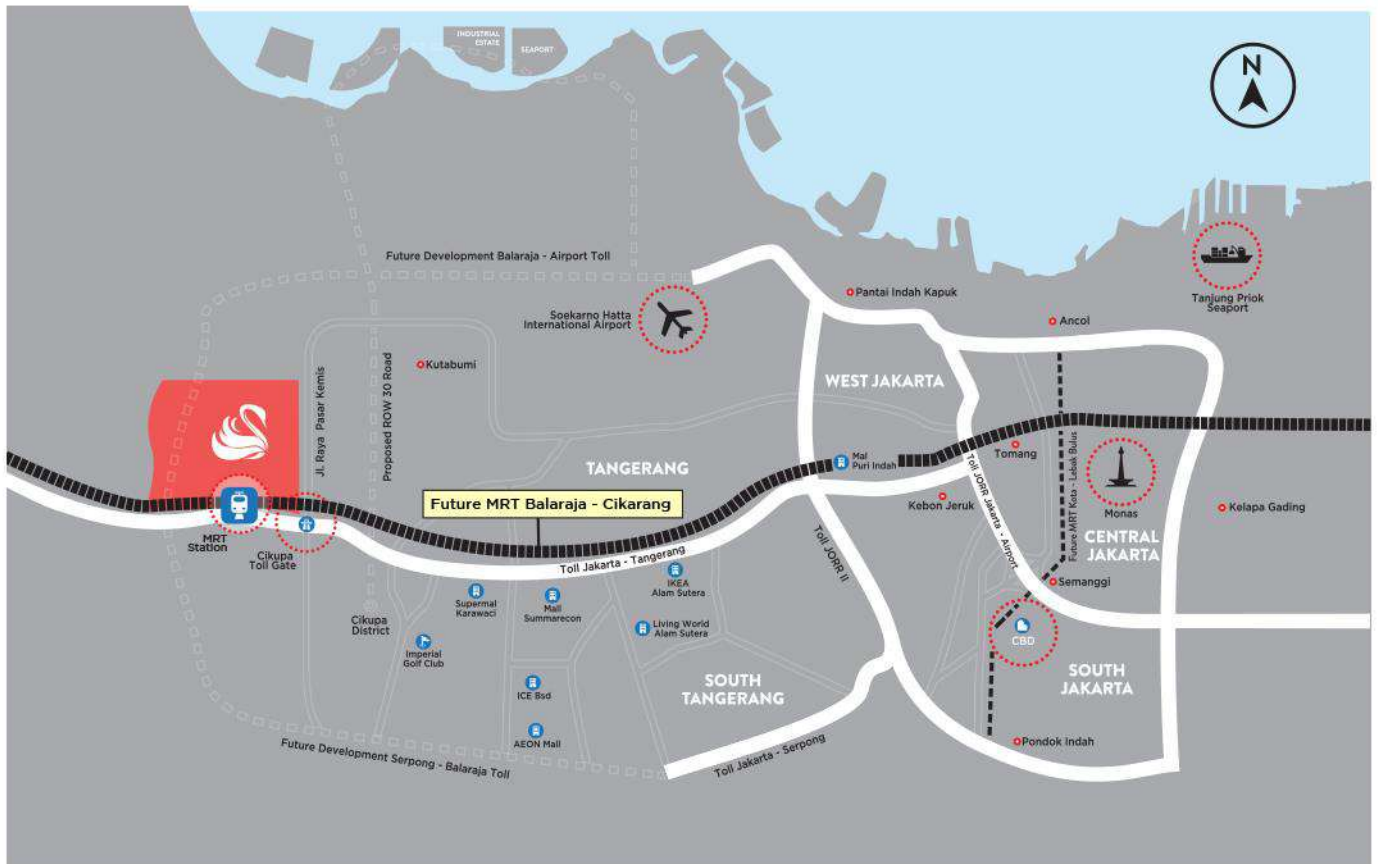 INDUSTRIAL
ESTATE
SEAPORT
N
Future Development Balaraja - Airport Toll
Tanjung Priok
Seaport
Pantai Indah Kapuk
Soekarno Hatta
International Airport
Ancol
Kutabumi
Jl. Raya Pasar Kemis
Proposed ROW 30 Road
WEST JAKARTA
TANGERANG
Mal
Puri Indah
Tomang
Future MRT Kota - Lebak Bulus
Monas
Kebon Jeruk
Kelapa Gading
Future MRT Balaraja - Cikarang
Toll JORR Jakarta - Airport
CENTRAL
JAKARTA
MRT
Station
Cikupa
Toll Gate
Toll Jakarta - Tangerang
Toll JORR II
IKEA
Alam Sutera
Semanggi
Supermal
Karawaci
Mall
Summarecon
Cikupa
District
Living World
Alam Sutera
CBD
Imperial
Golf Club
SOUTH
TANGERANG
SOUTH
JAKARTA
ICE Bsd
AEON Mall
Pondok Indah
Future Development Serpong - Balaraja Toll
Toll Jakarta - Serpong